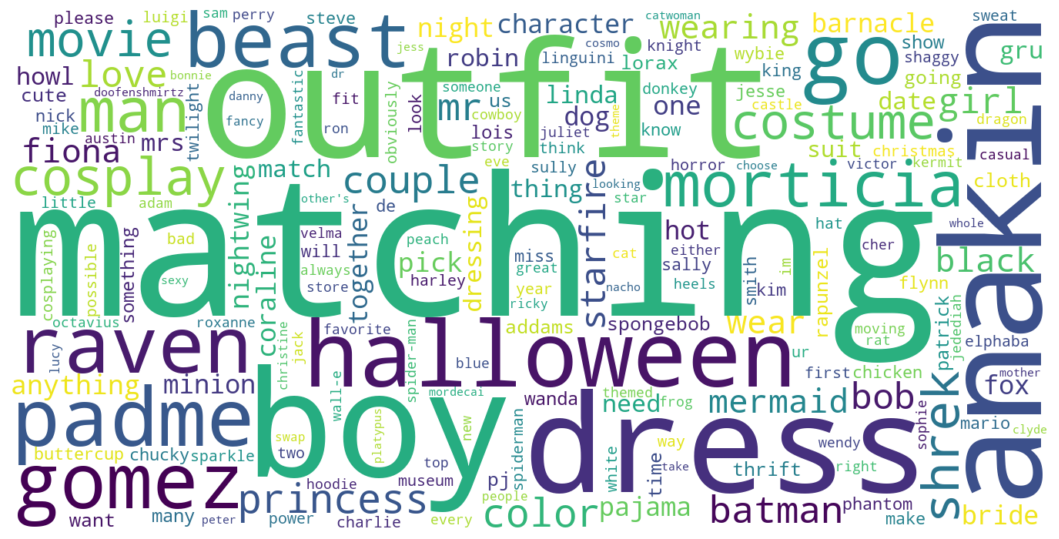 please luigi sam perry steve night character wearing barnacle catwoman sweat
movie beast jess cosmo knight wybie show gru
howl love doofenshmirtz bonnie dr someone robin linguini lorax king shaggy going
cute man danny fit look mr us linda donkey jesse date girl
nick mike austin mrs twilight fancy fantastic ron obviously outfit cowboy dog one know castle costume go dragon
fiona story lois juliet think theme suit christmas kermit
cosplay match eve sully horror choose victor casual
little adam other's couple thing looking morticia cloth
matching star hat whole
cosplaying possible bad something nightwing velma de peach pick dressing miss cat hot either cher black
sexy store will always together harley great year starfire sally heels smith kim im rapunzel flynn anakin
octavius roxanne coraline ricky nacho spongebob wear moving rat patrick jedediah elphaba
raven halloween favorite addams ur first chicken fox mother
lucy christine jack blue
anything minion wall-e spider-man mordecai wanda themed need mermaid bob shrek mario
padme boy frog dress sophie clyde
buttercup chucky sparkle swap two platypus new spiderman way wendy
gomez hoodie museum top white time thrift take right
princess people pj color pajama batman phantom
want many peter power charlie every make bride